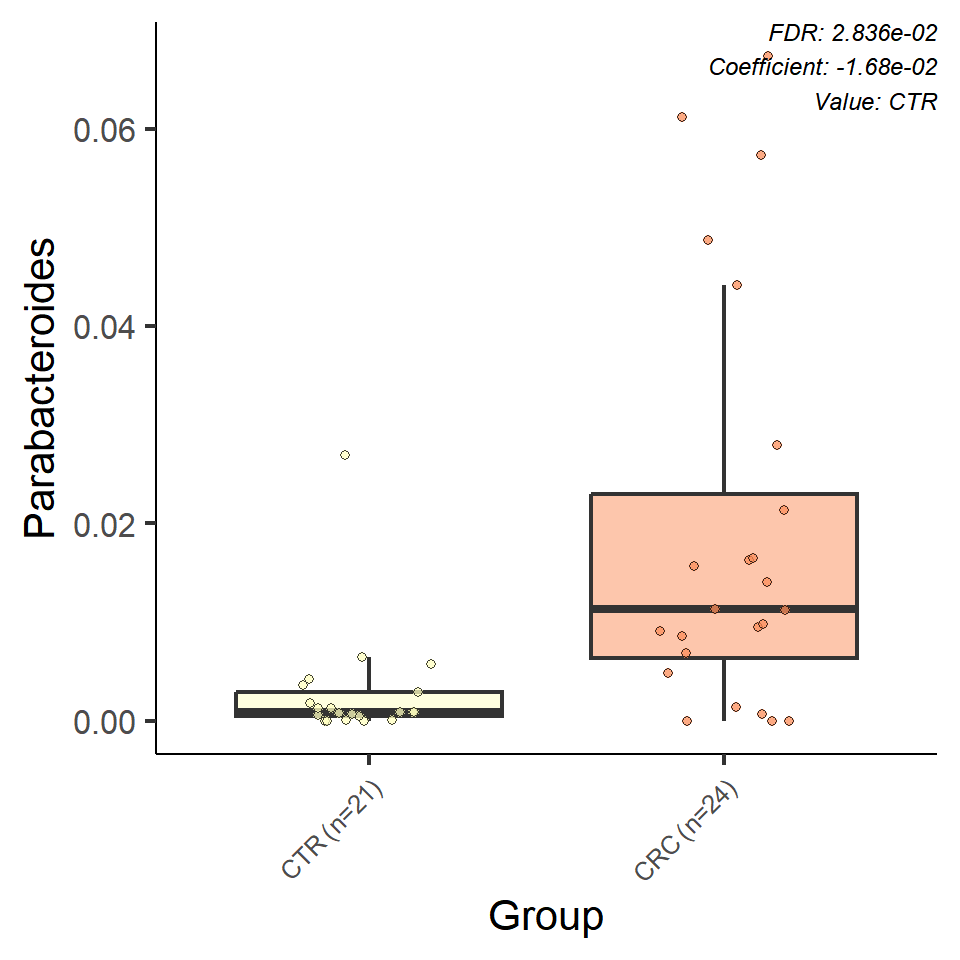 FDR: 2.836e-02
Coefficient: -1.68e-02
Value: CTR
Parabacteroides
0.06
0.04
0.02
0.00
CTR (n=21)
CRC (n=24)
Group